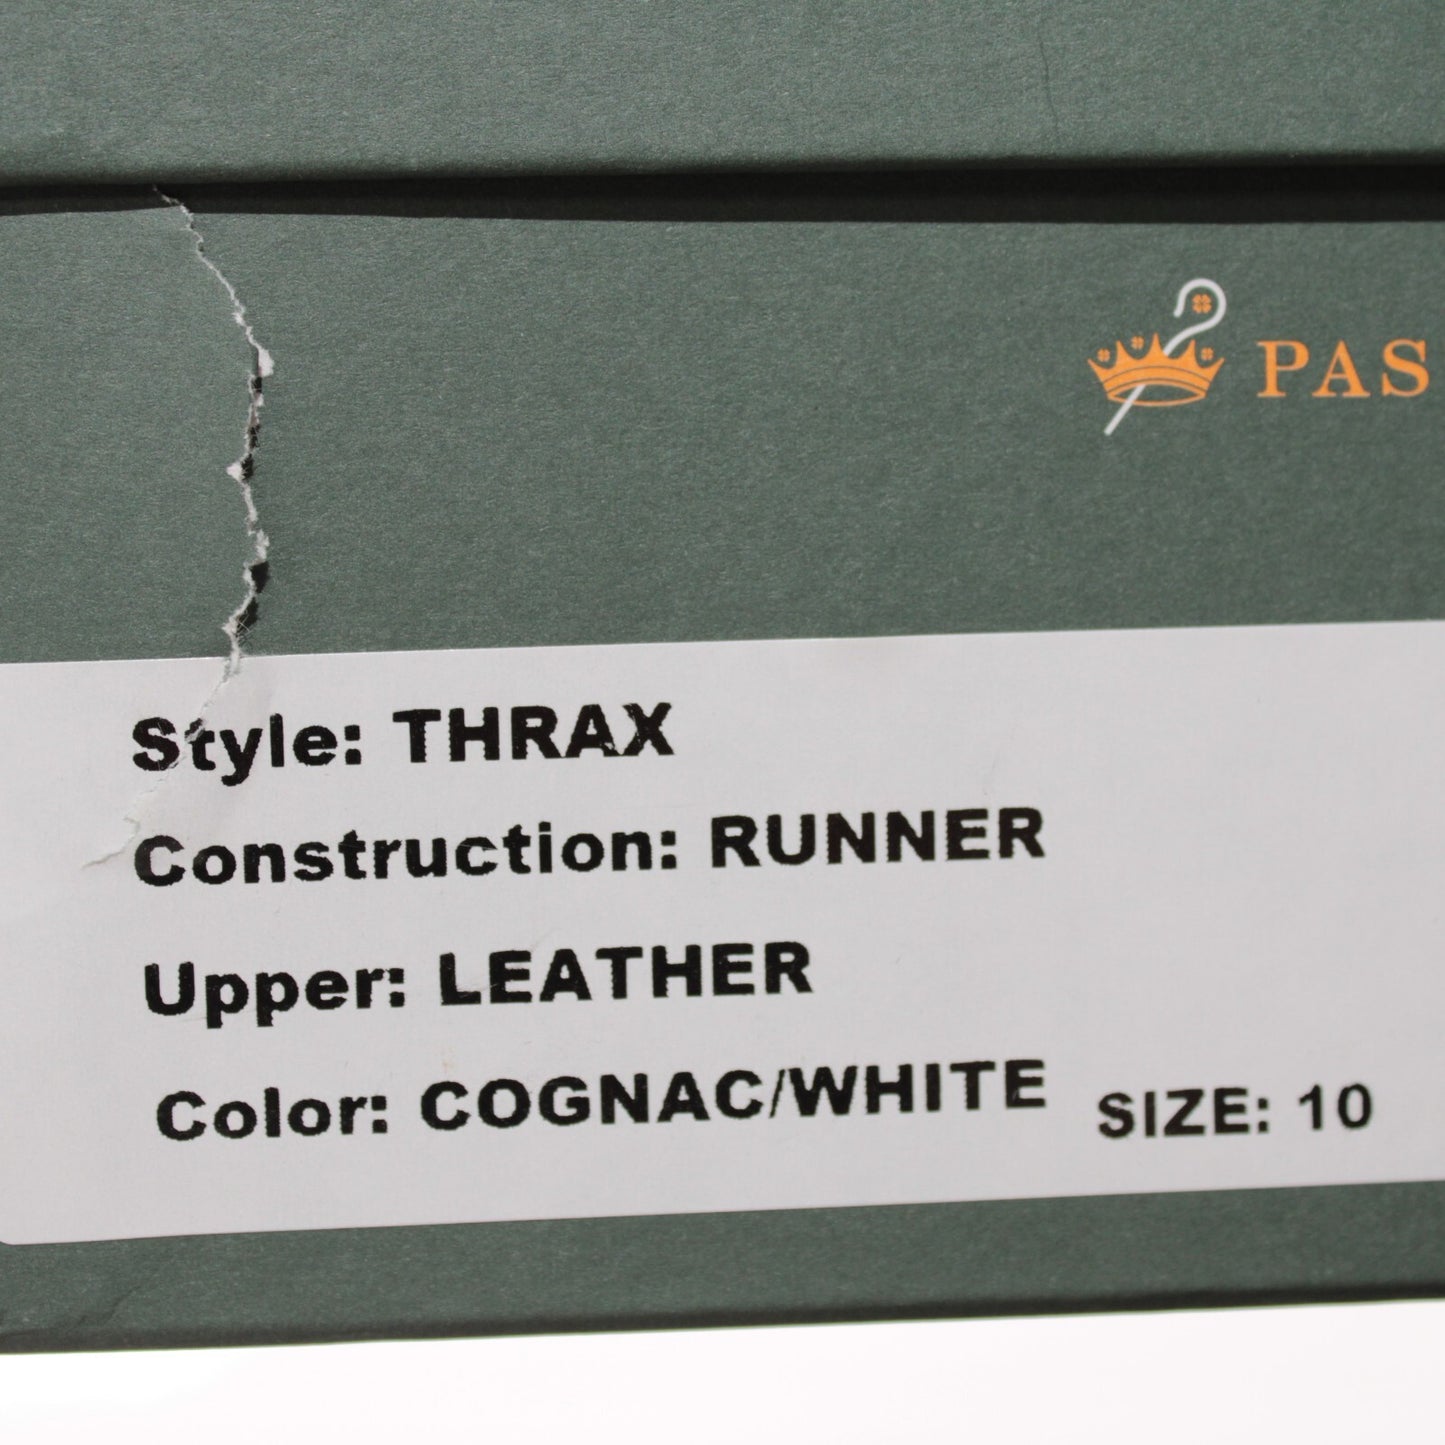 PAS
Style: THRAX
Construction: RUNNER
Upper: LEATHER
Color: COGNAC/WHITE SIZE: 10